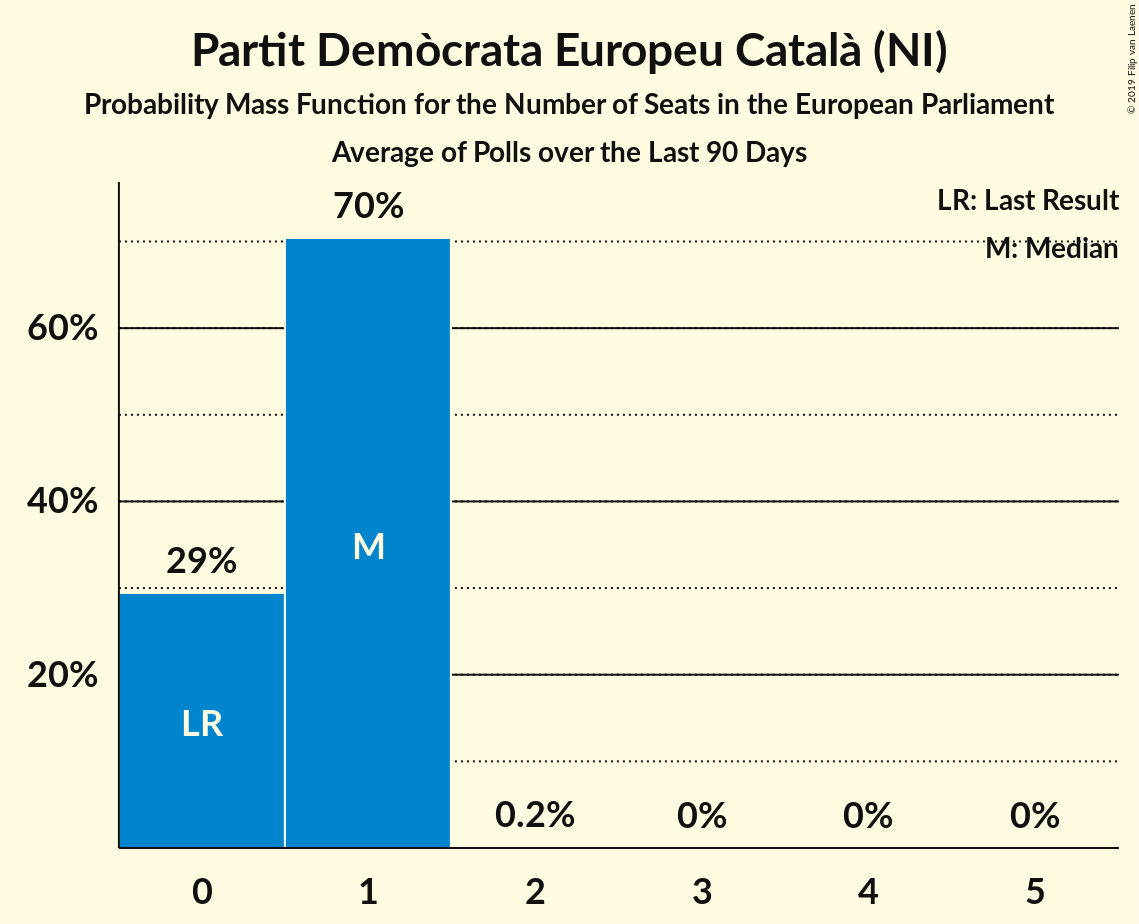 Partit Demòcrata Europeu Català (NI)
Probability Mass Function for the Number of Seats in the European Parliament
Average of Polls over the Last 90 Days
© 2019 Filip van Laenen
LR: Last Result
M: Median
70%
60%
40%
29%
20%
M
LR
0.2%
0%
0%
0%
0
1
2
3
4
5